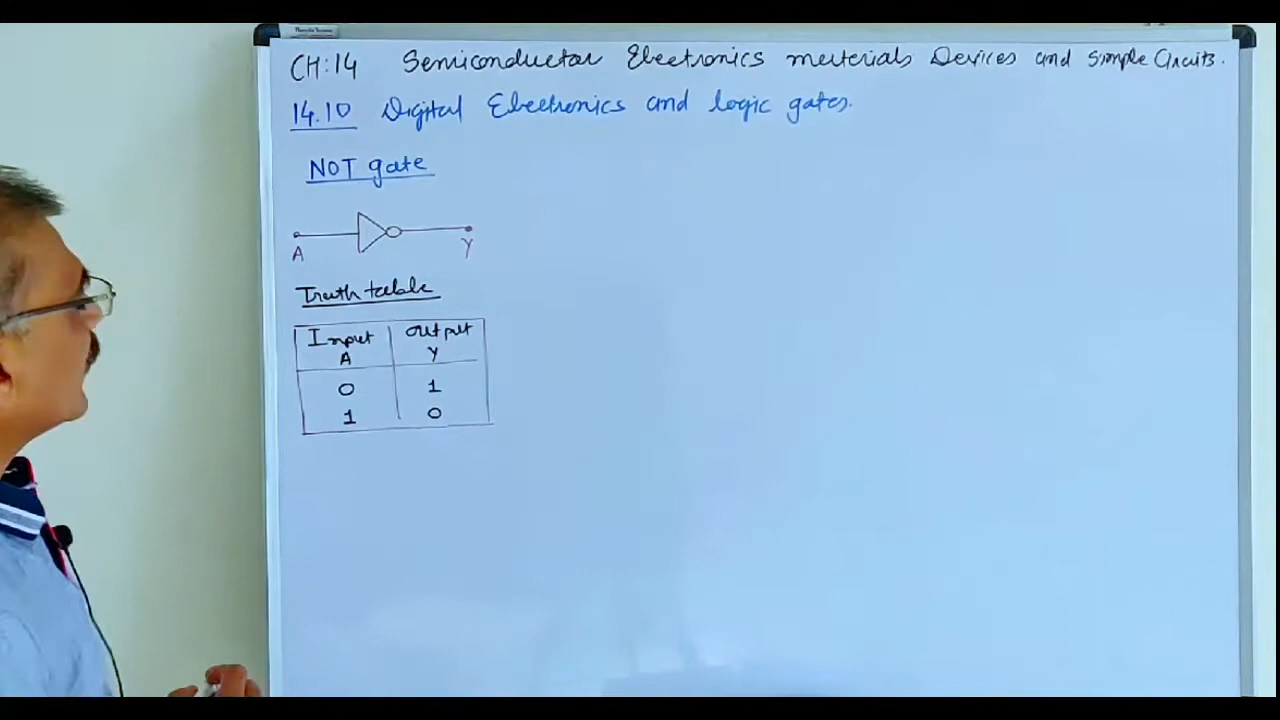 CH:14 Semiconductor Electronics materials Devices and Simple Circuits.
14.10 Digital Electronics and logic gates.
NOT gate
A Y
Truth table
Input Output
A Y
0 1
1 0